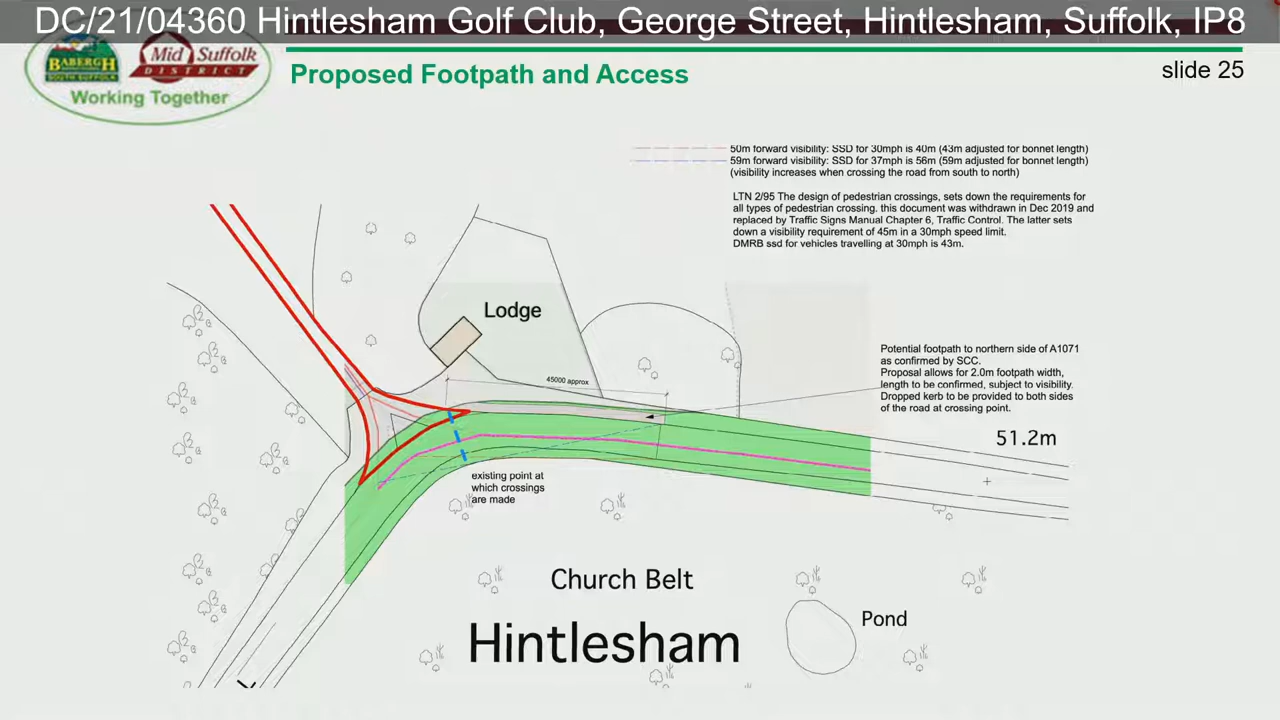 DC/21/04360 Hintlesham Golf Club, George Street, Hintlesham, Suffolk, IP8
BABERGH
SOUTH SUFFOLK
Mid Suffolk
DISTRICT
Working Together
Proposed Footpath and Access
slide 25
50m forward visibility: SSD for 30mph is 40m (43m adjusted for bonnet length)
59m forward visibility: SSD for 37mph is 56m (59m adjusted for bonnet length)
(visibility increases when crossing the road from south to north)
LTN 2/95 The design of pedestrian crossings, sets down the requirements for
all types of pedestrian crossing. this document was withdrawn in Dec 2019 and
replaced by Traffic Signs Manual Chapter 6, Traffic Control. The latter sets
down a visibility requirement of 45m in a 30mph speed limit.
DMRB ssd for vehicles travelling at 30mph is 43m.
Lodge
45000 approx
Potential footpath to northern side of A1071
as confirmed by SCC.
Proposal allows for 2.0m footpath width,
length to be confirmed, subject to visibility.
Dropped kerb to be provided to both sides
of the road at crossing point.
51.2m
existing point at
which crossings
are made
Church Belt
Pond
Hintlesham